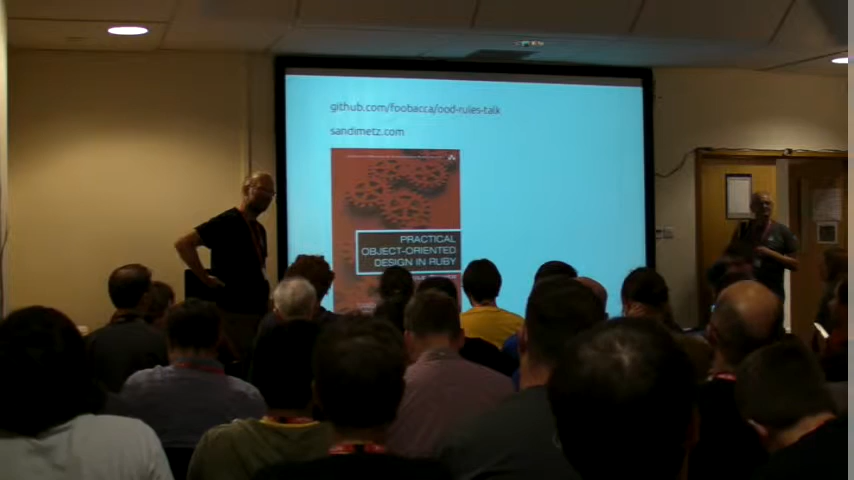 github.com/foobacca/ood-rules-talk
sandimetz.com
PRACTICAL
OBJECT-ORIENTED
DESIGN IN RUBY